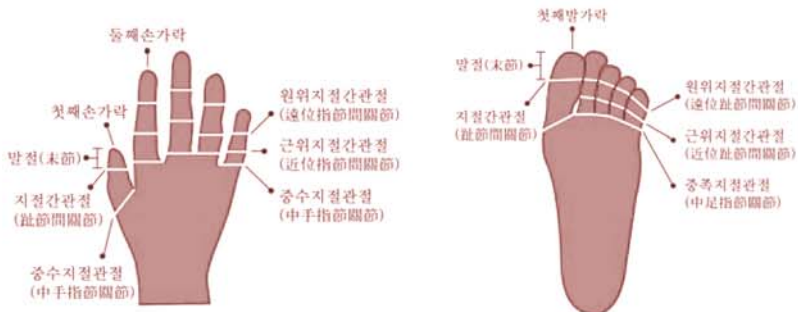 둘째손가락
첫째손가락
말절(末節)
지절간관절
(趾節間關節)
중수지절관절
(中手指節關節)
원위지절간관절
(遠位指節間關節)
근위지절간관절
(近位指節間關節)
중수지절관절
(中手指節關節)
첫째발가락
말절(末節)
지절간관절
(趾節間關節)
원위지절간관절
(遠位趾節間關節)
근위지절간관절
(近位趾節間關節)
중족지절관절
(中足指節關節)